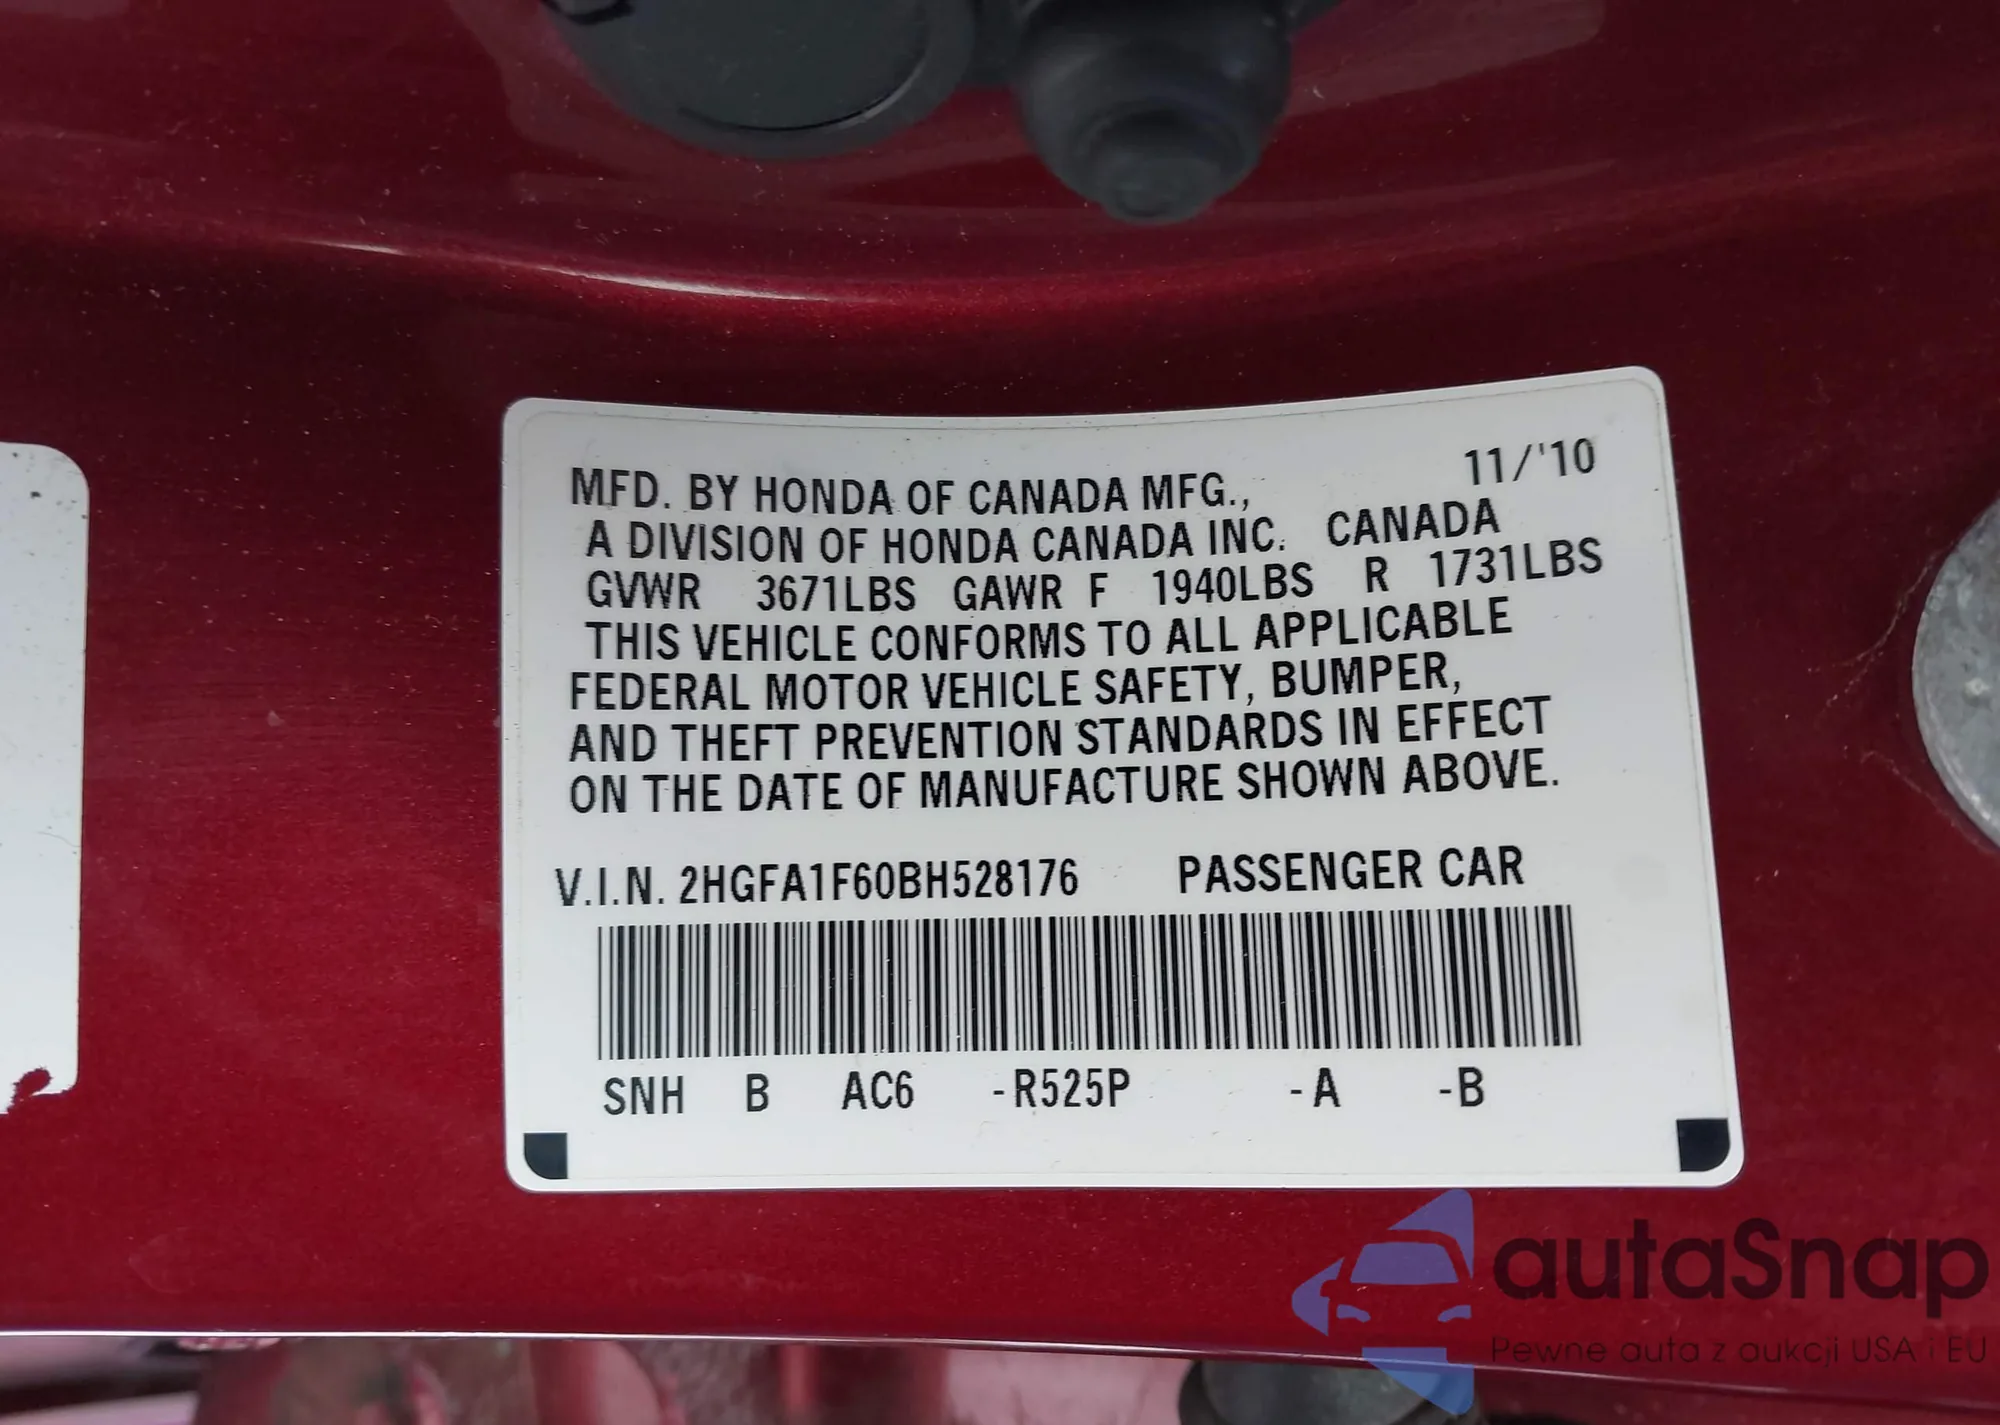 MFD. BY HONDA OF CANADA MFG., 11/'10
A DIVISION OF HONDA CANADA INC. CANADA
GVWR 3671LBS GAWR F 1940LBS R 1731LBS
THIS VEHICLE CONFORMS TO ALL APPLICABLE
FEDERAL MOTOR VEHICLE SAFETY, BUMPER,
AND THEFT PREVENTION STANDARDS IN EFFECT
ON THE DATE OF MANUFACTURE SHOWN ABOVE.
V.I.N. 2HGFA1F60BH528176 PASSENGER CAR
SNH B AC6 -R525P -A -B
autaSnap
Pewne auta z aukcji USA i EU